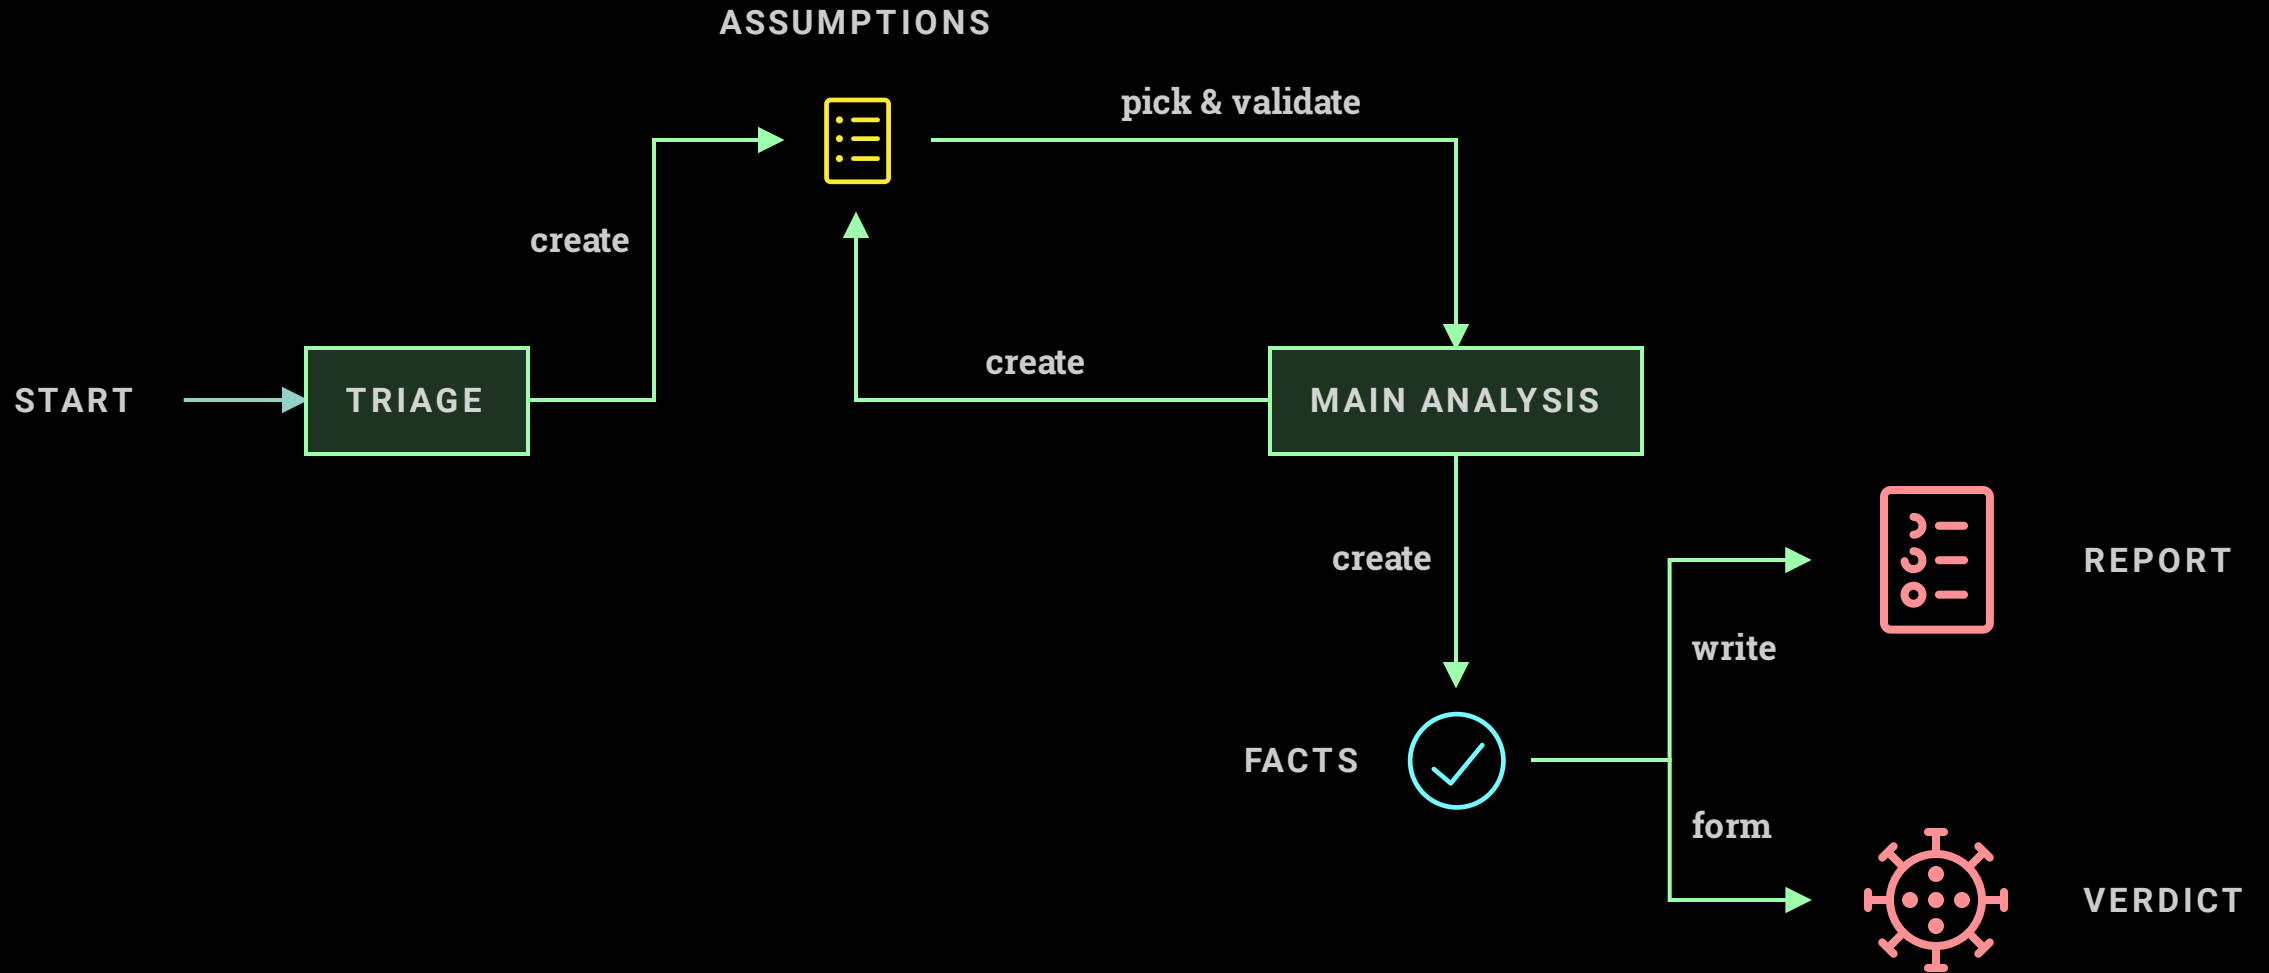 ASSUMPTIONS
pick & validate
create
create
START
TRIAGE
MAIN ANALYSIS
create
REPORT
write
FACTS
form
VERDICT